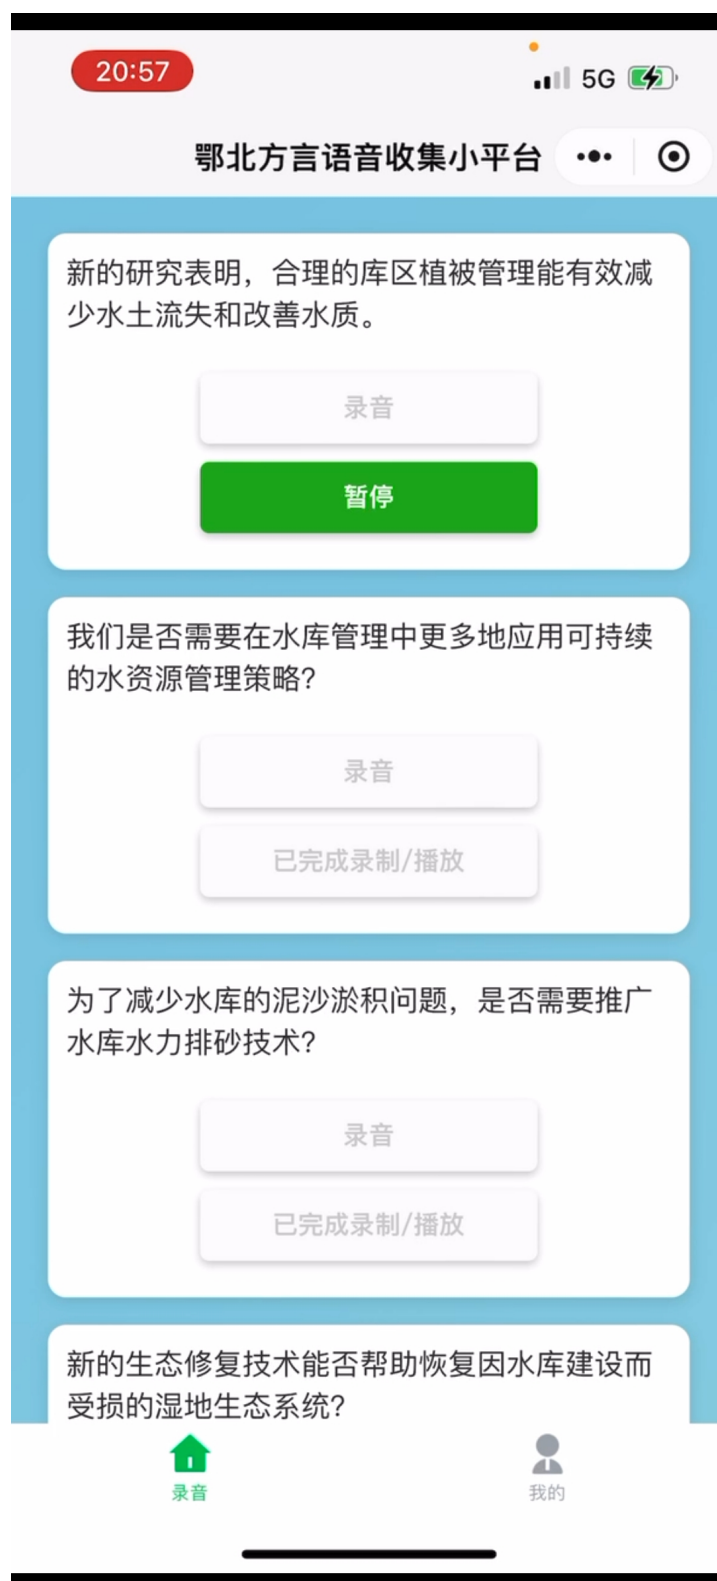 20:57
5G
鄂北方言语音收集小平台
新的研究表明，合理的库区植被管理能有效减
少水土流失和改善水质。
录音
暂停
我们是否需要在水库管理中更多地应用可持续
的水资源管理策略?
录音
已完成录制/播放
为了减少水库的泥沙淤积问题，是否需要推广
水库水力排砂技术?
录音
已完成录制/播放
新的生态修复技术能否帮助恢复因水库建设而
受损的湿地生态系统?
录音
我的